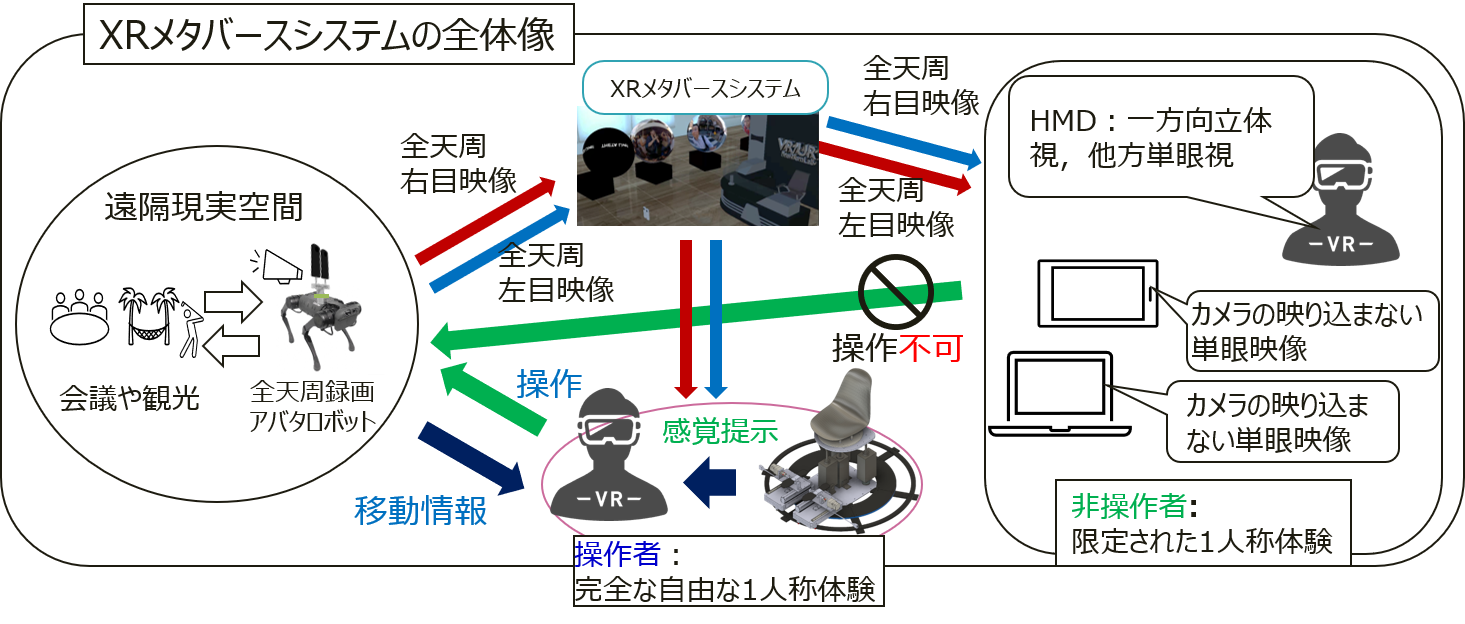 XRメタバースシステムの全体像
XRメタバースシステム
全天周
右目映像
全天周
左目映像
全天周
右目映像
全天周
左目映像
遠隔現実空間
会議や観光
全天周録画
アバタロボット
HMD：一方向立体
視，他方単眼視
VR
カメラの映り込まない
単眼映像
カメラの映り込ま
ない単眼映像
非操作者:
限定された1人称体験
操作不可
操作
移動情報
感覚提示
VR
操作者：
完全な自由な1人称体験